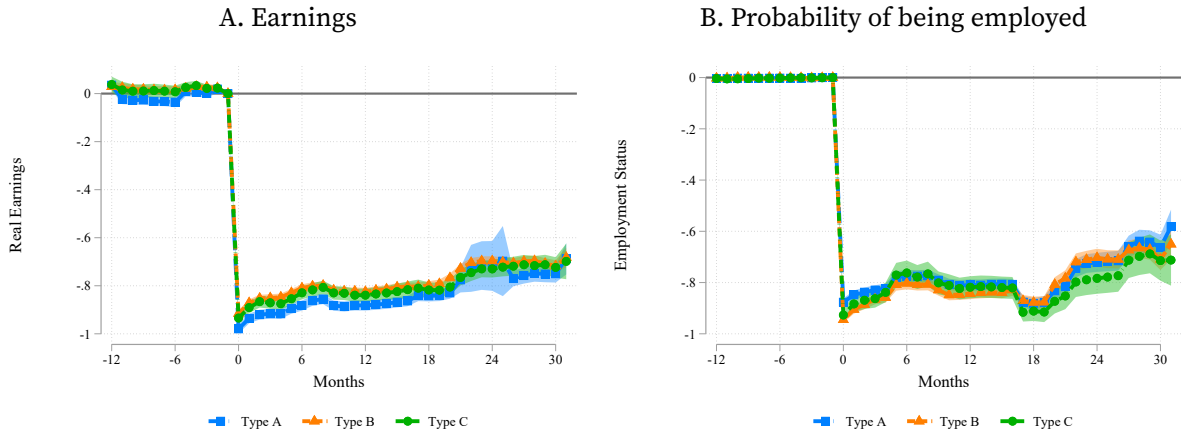 A. Earnings
Real Earnings
0
-.2
-.4
-.6
-.8
-1
-12 -6 0 6 12 18 24 30
Months
Type A Type B Type C
B. Probability of being employed
Employment Status
0
-.2
-.4
-.6
-.8
-1
-12 -6 0 6 12 18 24 30
Months
Type A Type B Type C